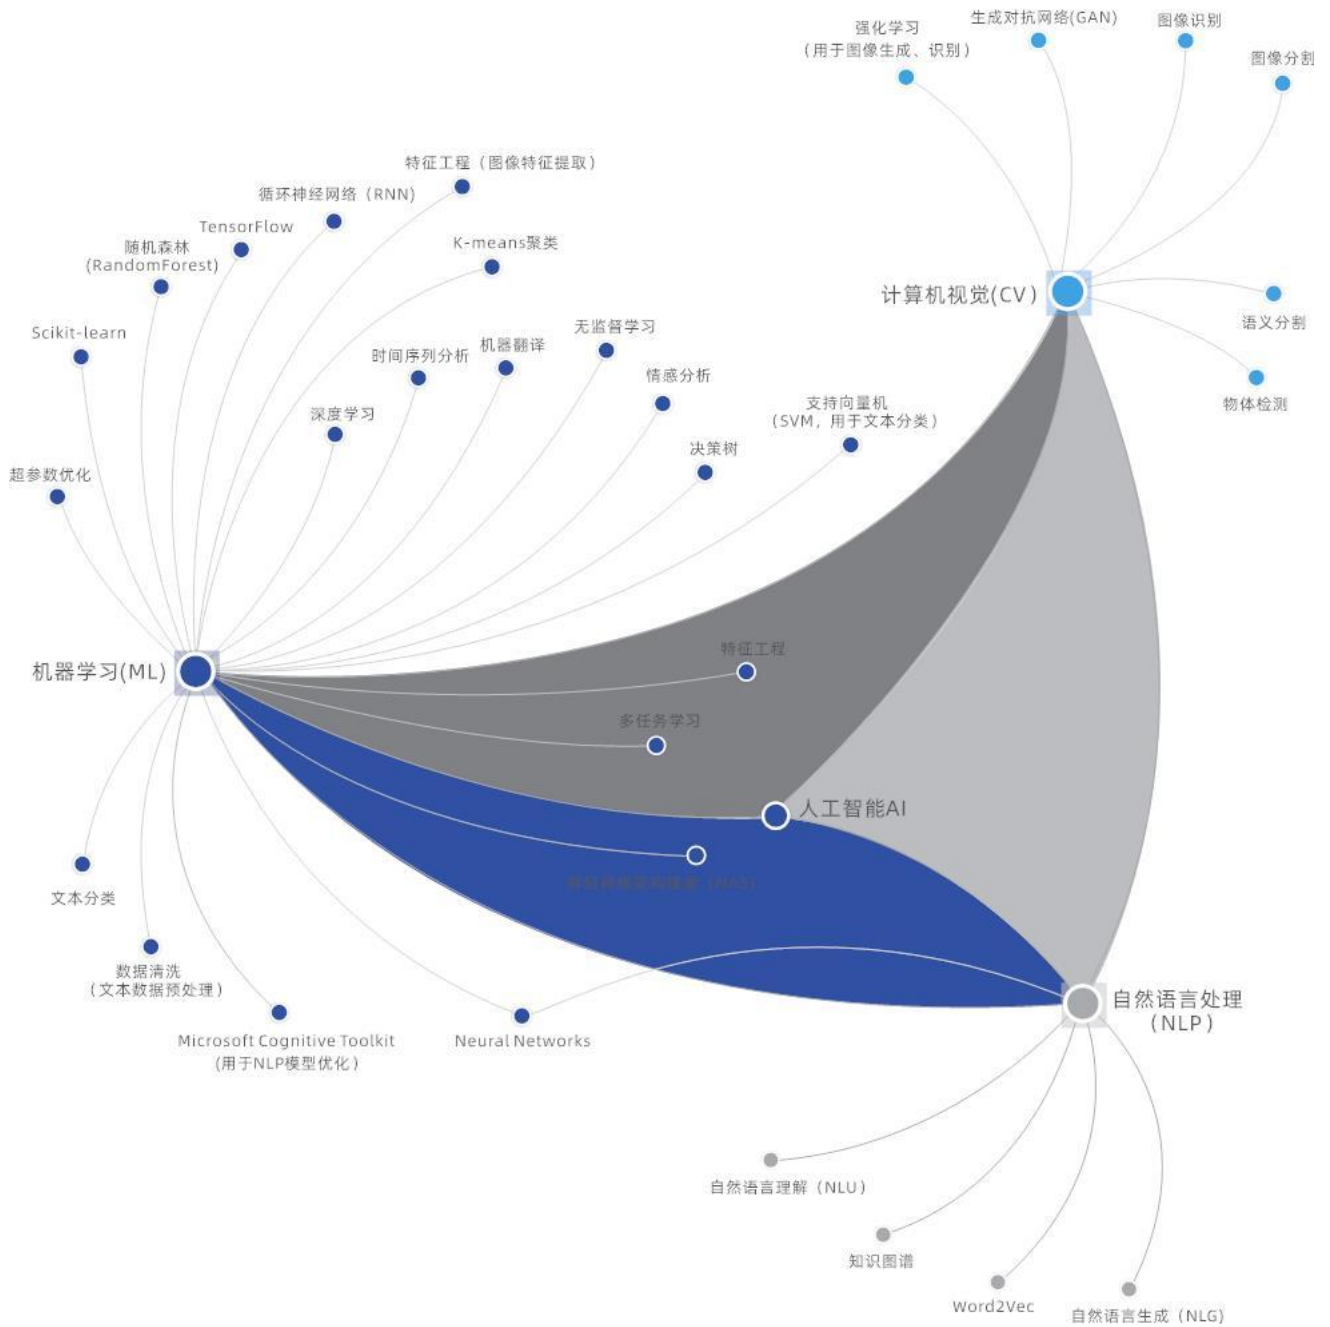 生成对抗网络(GAN)
图像识别
强化学习
（用于图像生成、识别）
图像分割
特征工程（图像特征提取）
循环神经网络（RNN)
TensorFlow
K-means聚类
随机森林
(RandomForest)
计算机视觉(CV)
语义分割
Scikit-learn
无监督学习
机器翻译
时间序列分析
情感分析
物体检测
支持向量机
（SVM，用于文本分类）
深度学习
决策树
超参数优化
特征工程
机器学习(ML)
多任务学习
人工智能AI
文本分类
数据清洗
（文本数据预处理）
自然语言处理
（NLP）
Microsoft Cognitive Toolkit
(用于NLP模型优化）
Neural Networks
自然语言理解（NLU）
知识图谱
Word2Vec
自然语言生成（NLG)